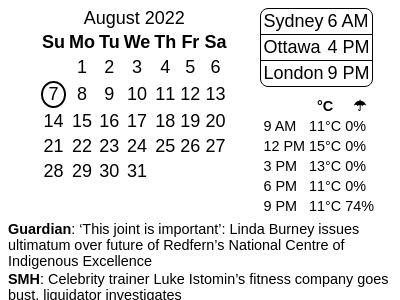 August 2022
Su Mo Tu We Th Fr Sa
1 2 3 4 5 6
7 8 9 10 11 12 13
14 15 16 17 18 19 20
21 22 23 24 25 26 27
28 29 30 31
Sydney 6 AM
Ottawa 4 PM
London 9 PM
°C ☂
9 AM 11°C 0%
12 PM 15°C 0%
3 PM 13°C 0%
6 PM 11°C 0%
9 PM 11°C 74%
Guardian: ‘This joint is important’: Linda Burney issues
ultimatum over future of Redfern’s National Centre of
Indigenous Excellence
SMH: Celebrity trainer Luke Istomin’s fitness company goes
bust, liquidator investigates